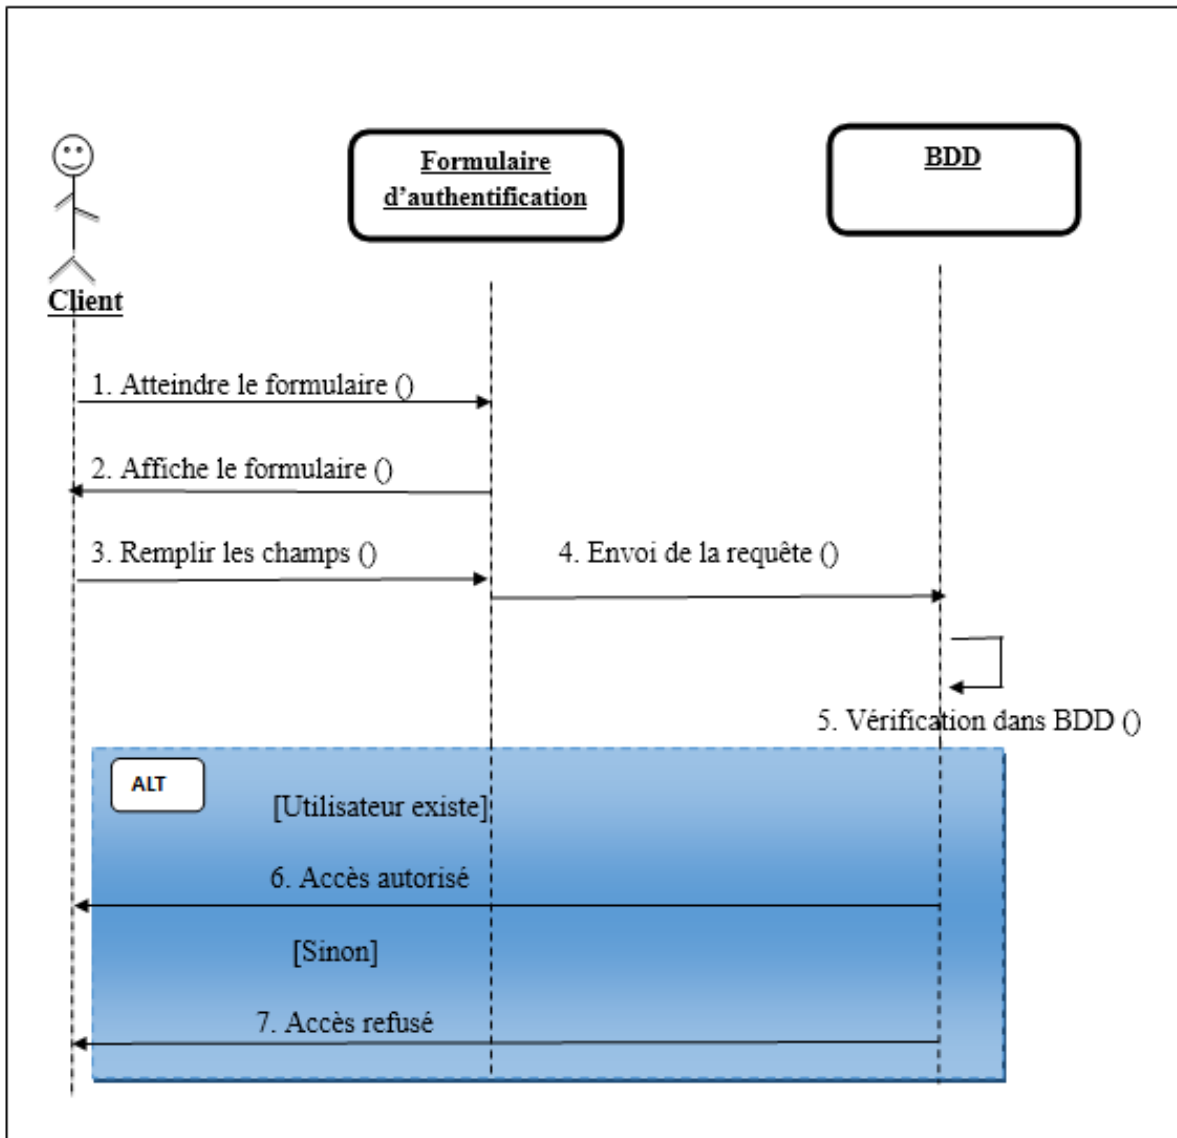 Formulaire
d’authentification
BDD
Client
1. Atteindre le formulaire ()
2. Affiche le formulaire ()
3. Remplir les champs ()
4. Envoi de la requête ()
5. Vérification dans BDD ()
ALT
[Utilisateur existe]
6. Accès autorisé
[Sinon]
7. Accès refusé